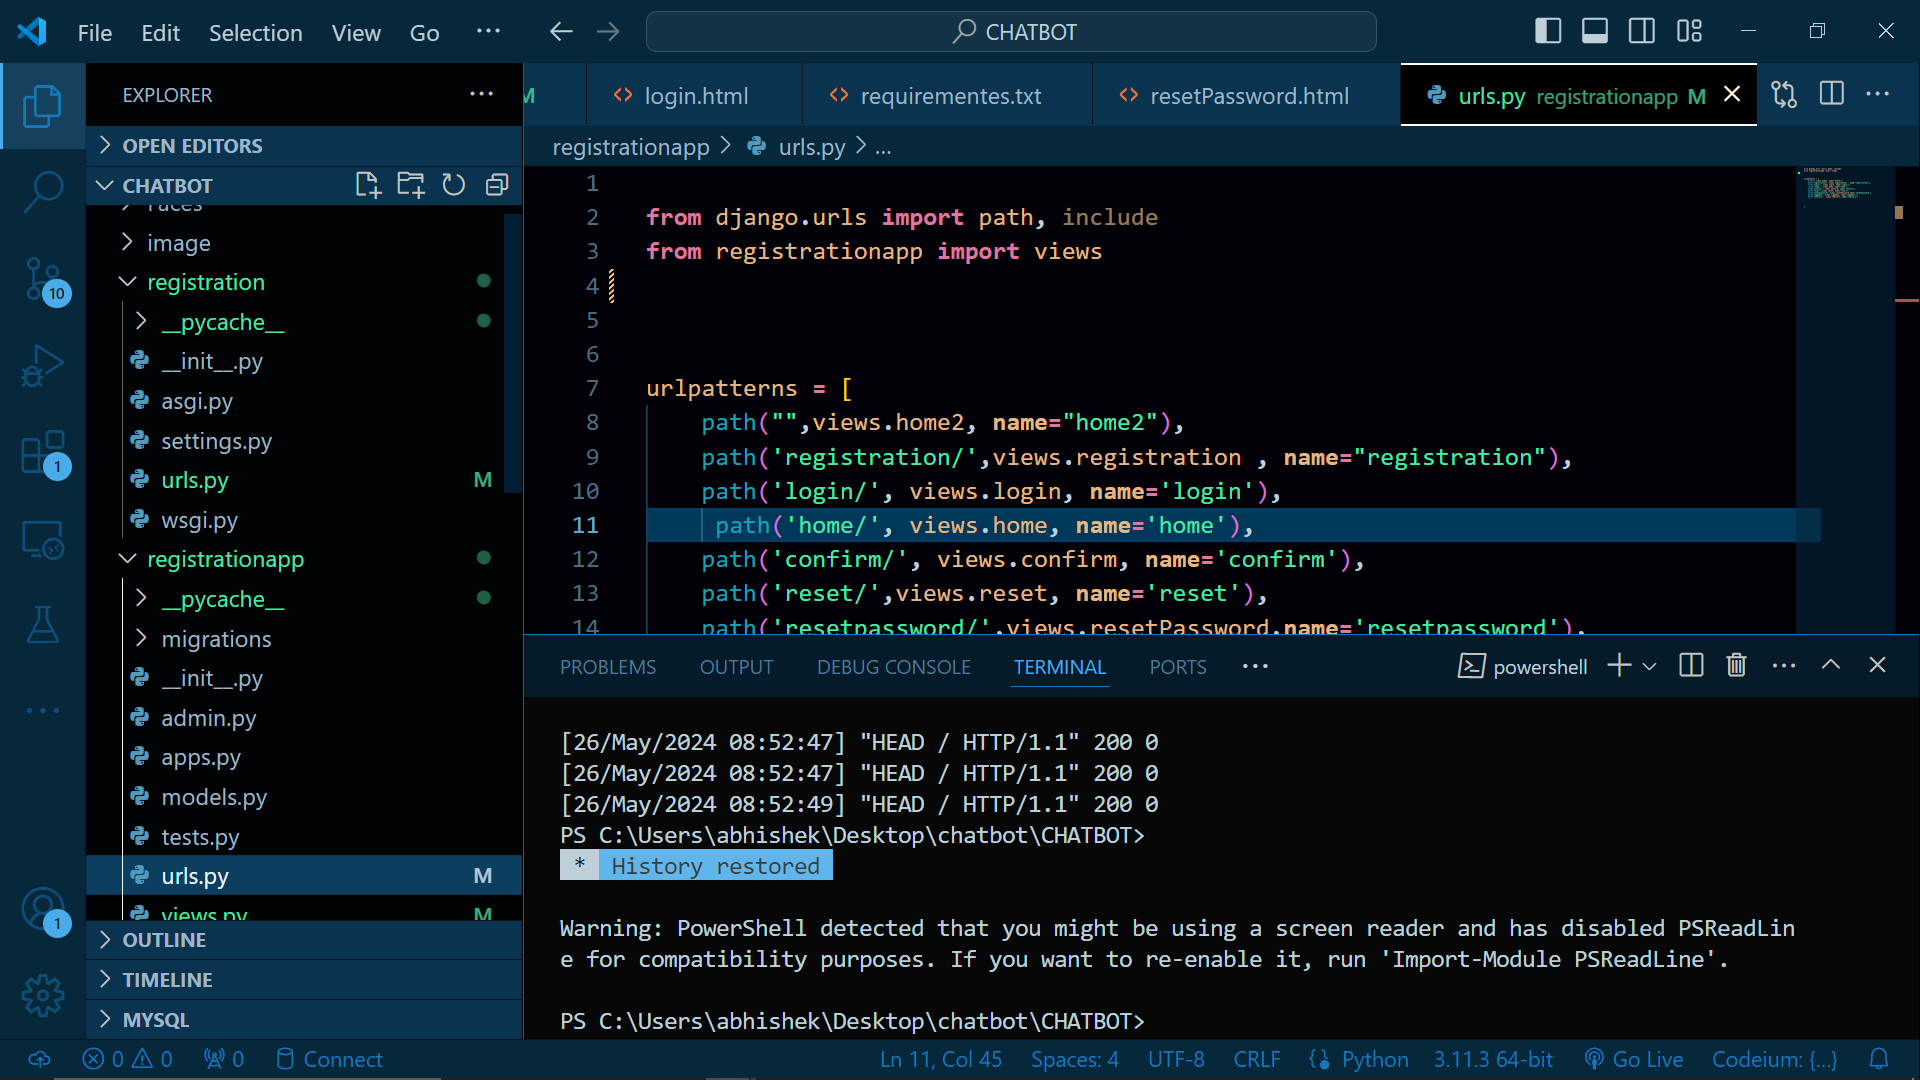 File Edit Selection View Go ···
CHATBOT
EXPLORER
OPEN EDITORS
CHATBOT
image
registration
__pycache__
__init__.py
asgi.py
settings.py
urls.py M
wsgi.py
registrationapp
__pycache__
migrations
__init__.py
admin.py
apps.py
models.py
tests.py
urls.py M
views.py M
OUTLINE
TIMELINE
MYSQL
10
1
1
M login.html requirementes.txt resetPassword.html urls.py registrationapp M
registrationapp > urls.py > ...
1
2 from django.urls import path, include
3 from registrationapp import views
4
5
6
7 urlpatterns = [
8 path("",views.home2, name="home2"),
9 path('registration/',views.registration , name="registration"),
10 path('login/', views.login, name='login'),
11 path('home/', views.home, name='home'),
12 path('confirm/', views.confirm, name='confirm'),
13 path('reset/',views.reset, name='reset'),
14 path('resetpassword/',views.resetPassword,name='resetpassword'),
PROBLEMS OUTPUT DEBUG CONSOLE TERMINAL PORTS ··· powershell
[26/May/2024 08:52:47] "HEAD / HTTP/1.1" 200 0
[26/May/2024 08:52:47] "HEAD / HTTP/1.1" 200 0
[26/May/2024 08:52:49] "HEAD / HTTP/1.1" 200 0
PS C:\Users\abhishek\Desktop\chatbot\CHATBOT>
* History restored
Warning: PowerShell detected that you might be using a screen reader and has disabled PSReadLin
e for compatibility purposes. If you want to re-enable it, run 'Import-Module PSReadLine'.
PS C:\Users\abhishek\Desktop\chatbot\CHATBOT>
0 0 0 Connect Ln 11, Col 45 Spaces: 4 UTF-8 CRLF Python 3.11.3 64-bit Go Live Codeium: {...}